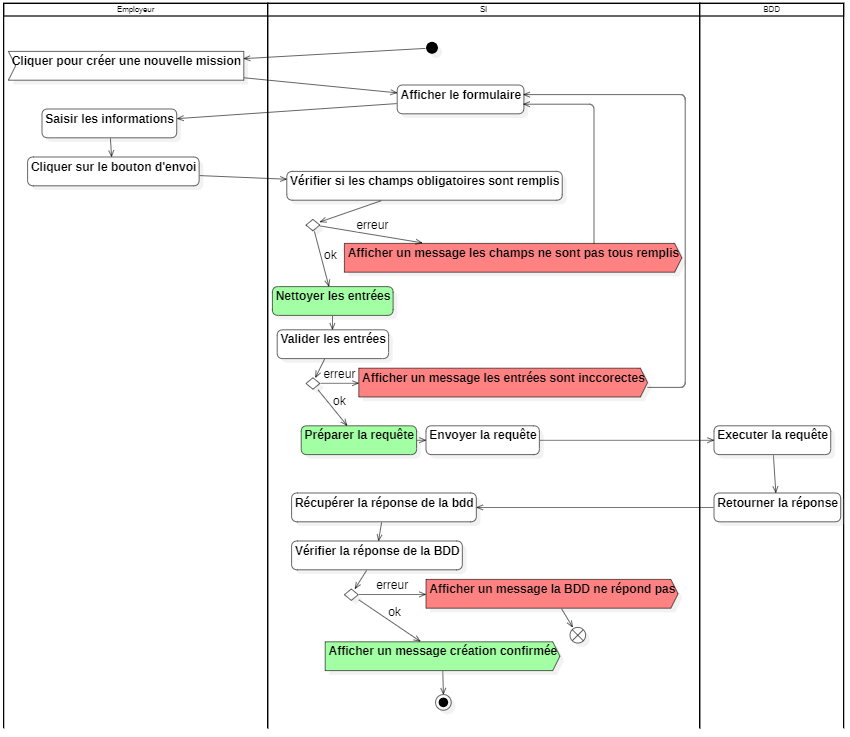 Employeur
SI
BDD
Cliquer pour créer une nouvelle mission
Afficher le formulaire
Saisir les informations
Cliquer sur le bouton d'envoi
Vérifier si les champs obligatoires sont remplis
erreur
Afficher un message les champs ne sont pas tous remplis
ok
Nettoyer les entrées
Valider les entrées
erreur
Afficher un message les entrées sont inccorectes
ok
Préparer la requête
Envoyer la requête
Executer la requête
Récupérer la réponse de la bdd
Retourner la réponse
Vérifier la réponse de la BDD
erreur
Afficher un message la BDD ne répond pas
ok
Afficher un message création confirmée